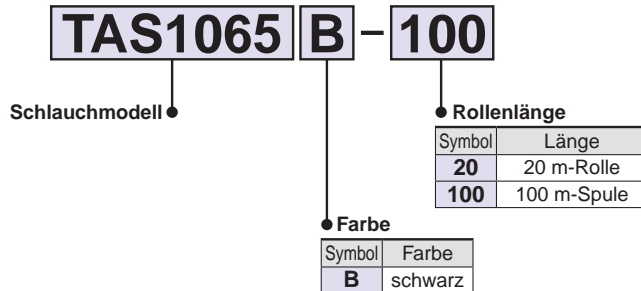 TAS1065 B - 100
Schlauchmodell
Rollenlänge
Symbol Länge
20 20 m-Rolle
100 100 m-Spule
Farbe
Symbol Farbe
B schwarz